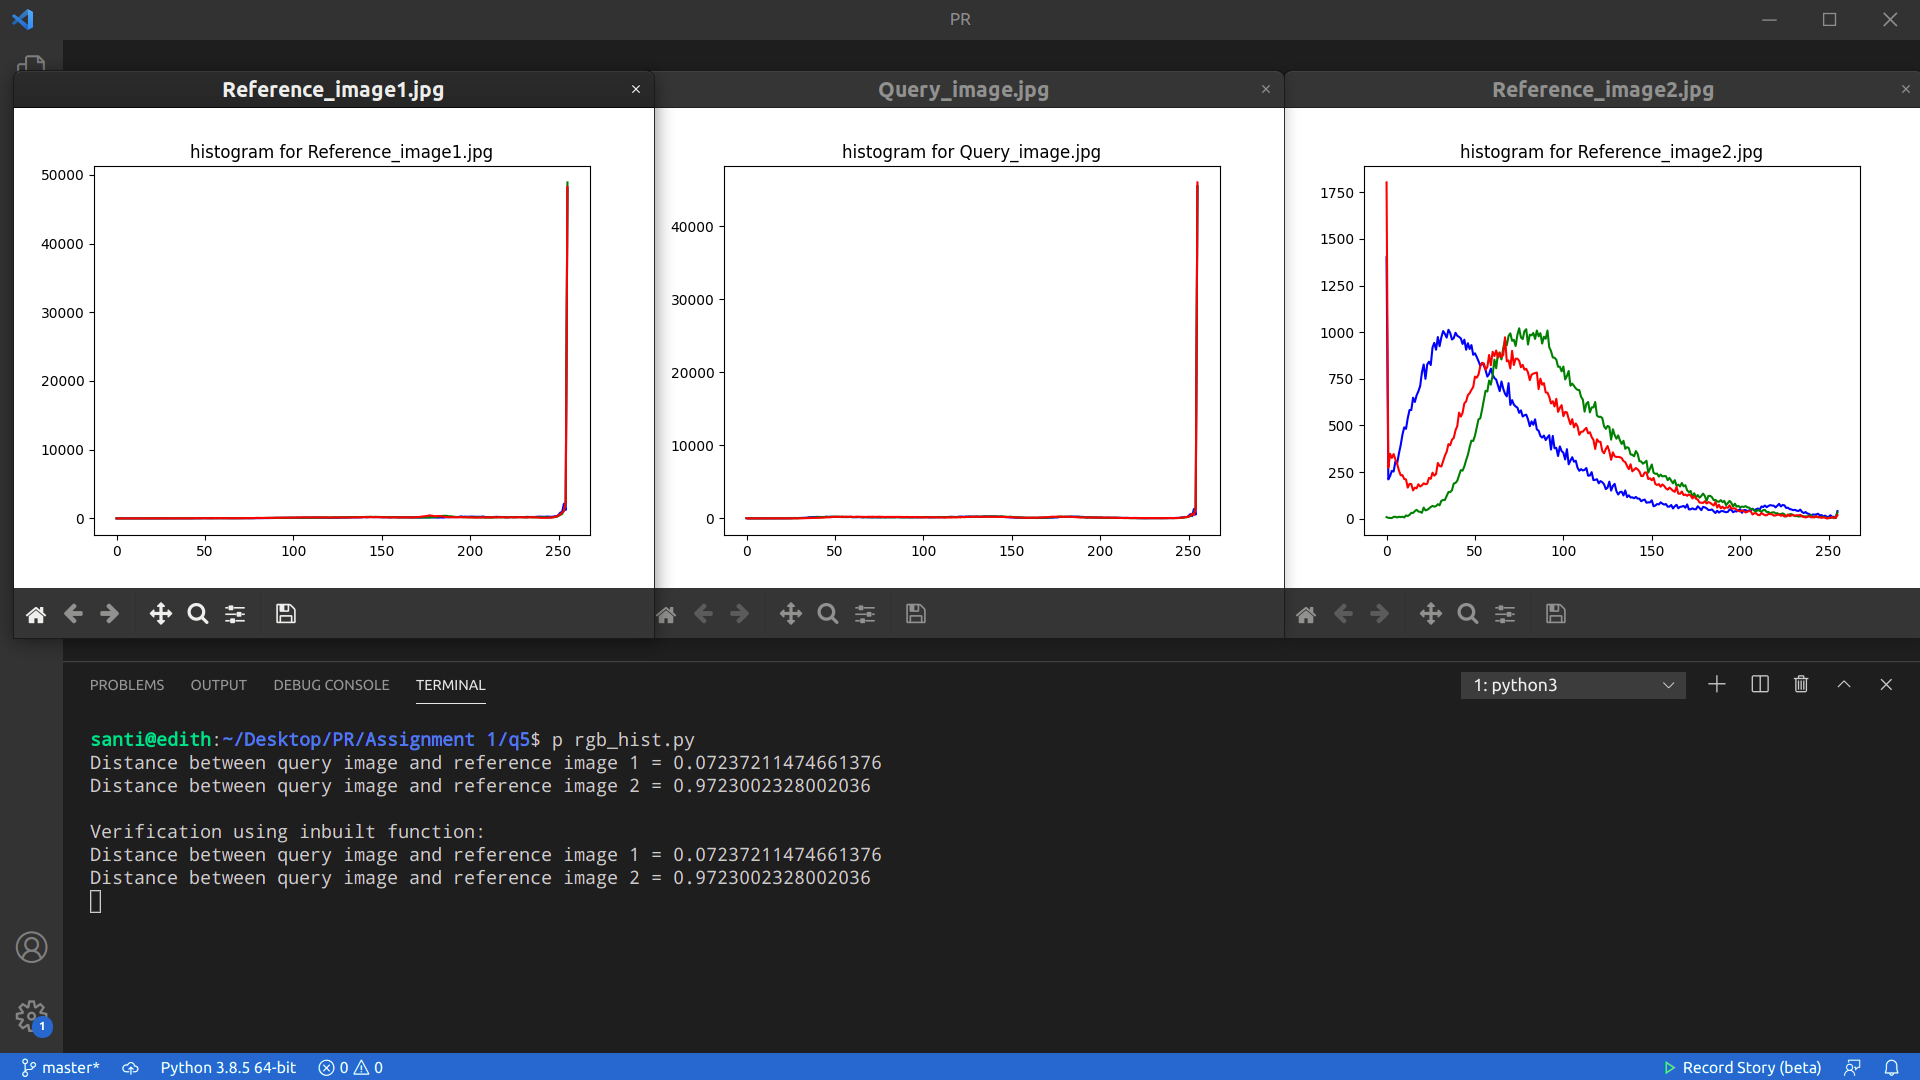 PR
Reference_image1.jpg
Query_image.jpg
Reference_image2.jpg
histogram for Reference_image1.jpg
50000
40000
30000
20000
10000
0
0 50 100 150 200 250
histogram for Query_image.jpg
40000
30000
20000
10000
0
0 50 100 150 200 250
histogram for Reference_image2.jpg
1750
1500
1250
1000
750
500
250
0
0 50 100 150 200 250
PROBLEMS OUTPUT DEBUG CONSOLE TERMINAL
1: python3
santi@edith:~/Desktop/PR/Assignment 1/q5$ p rgb_hist.py
Distance between query image and reference image 1 = 0.07237211474661376
Distance between query image and reference image 2 = 0.9723002328002036
Verification using inbuilt function:
Distance between query image and reference image 1 = 0.07237211474661376
Distance between query image and reference image 2 = 0.9723002328002036
1
master* Python 3.8.5 64-bit 0 0 Record Story (beta)